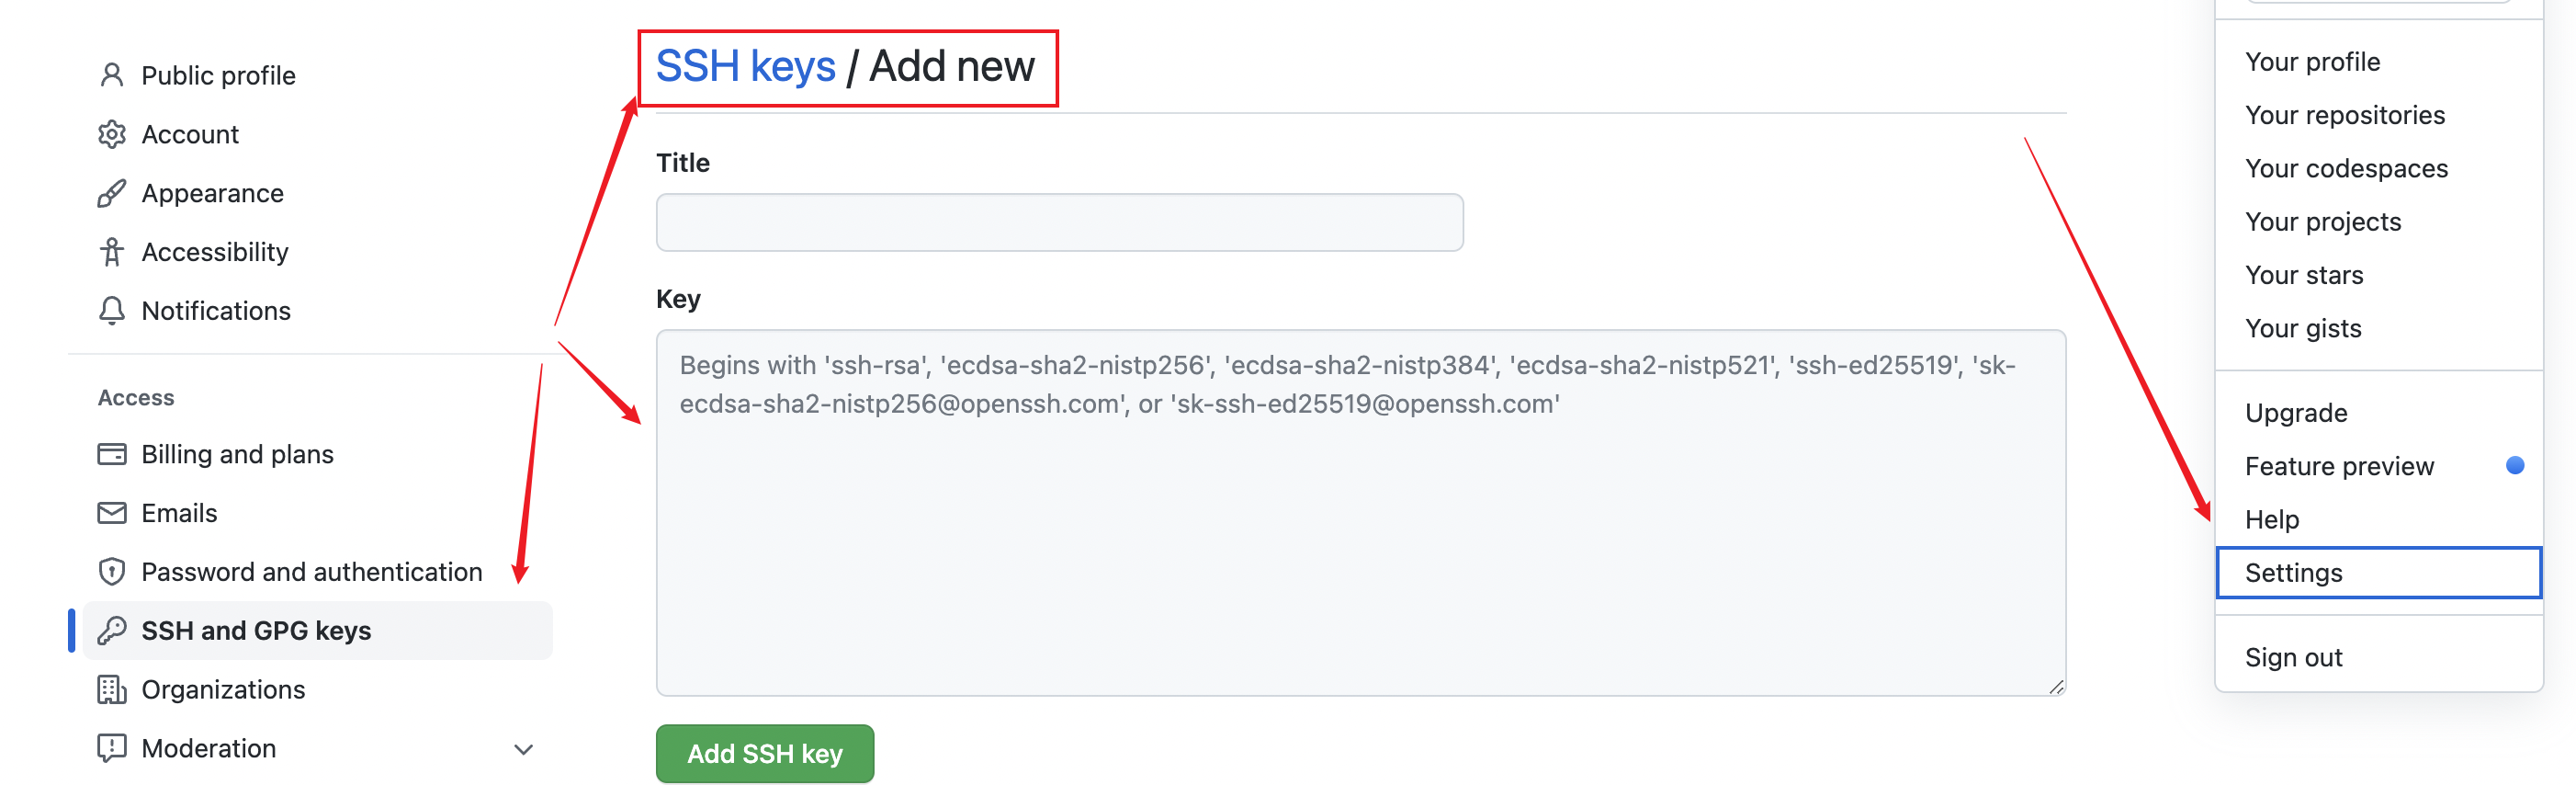 Public profile
Account
Appearance
Accessibility
Notifications
Access
Billing and plans
Emails
Password and authentication
SSH and GPG keys
Organizations
Moderation
SSH keys / Add new
Title
Key
Begins with 'ssh-rsa', 'ecdsa-sha2-nistp256', 'ecdsa-sha2-nistp384', 'ecdsa-sha2-nistp521', 'ssh-ed25519', 'sk-
ecdsa-sha2-nistp256@openssh.com', or 'sk-ssh-ed25519@openssh.com'
Add SSH key
Your profile
Your repositories
Your codespaces
Your projects
Your stars
Your gists
Upgrade
Feature preview
Help
Settings
Sign out